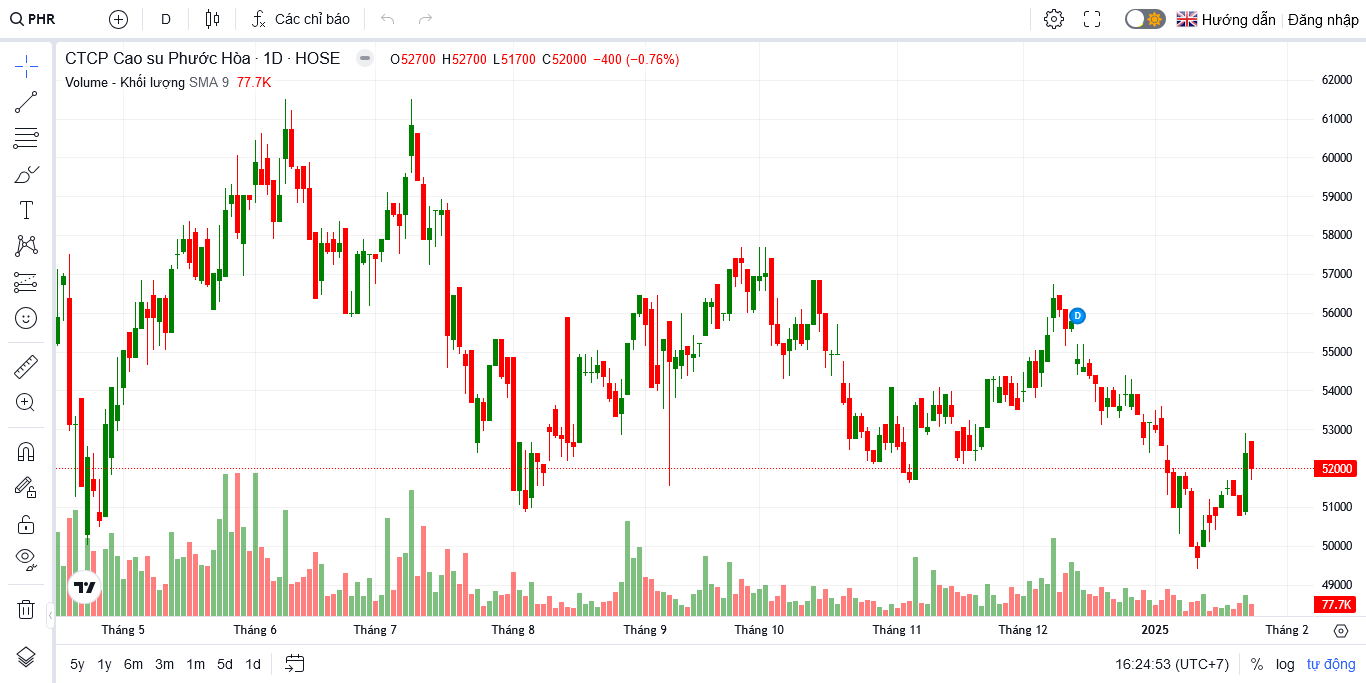 PHR D Các chỉ báo Hướng dẫn Đăng nhập
CTCP Cao su Phước Hòa · 1D · HOSE O52700 H52700 L51700 C52000 −400 (−0.76%)
Volume - Khối lượng SMA 9 77.7K
62000
61000
60000
59000
58000
57000
56000
D
55000
54000
53000
52000
51000
50000
49000
77.7K
Tháng 5 Tháng 6 Tháng 7 Tháng 8 Tháng 9 Tháng 10 Tháng 11 Tháng 12 2025 Tháng 2
5y 1y 6m 3m 1m 5d 1d 16:24:53 (UTC+7) % log tự động